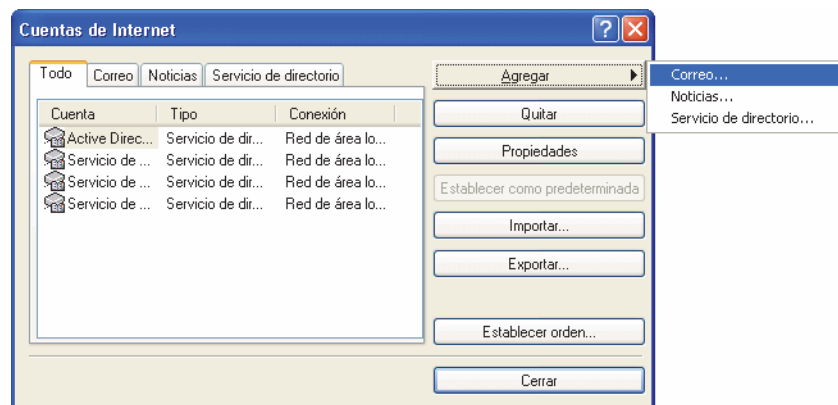 Cuentas de Internet
Todo Correo Noticias Servicio de directorio
Cuenta Tipo Conexión
Active Direc... Servicio de dir... Red de área lo...
Servicio de ... Servicio de dir... Red de área lo...
Servicio de ... Servicio de dir... Red de área lo...
Servicio de ... Servicio de dir... Red de área lo...
Agregar
Quitar
Propiedades
Establecer como predeterminada
Importar...
Exportar...
Establecer orden...
Cerrar
Correo...
Noticias...
Servicio de directorio...